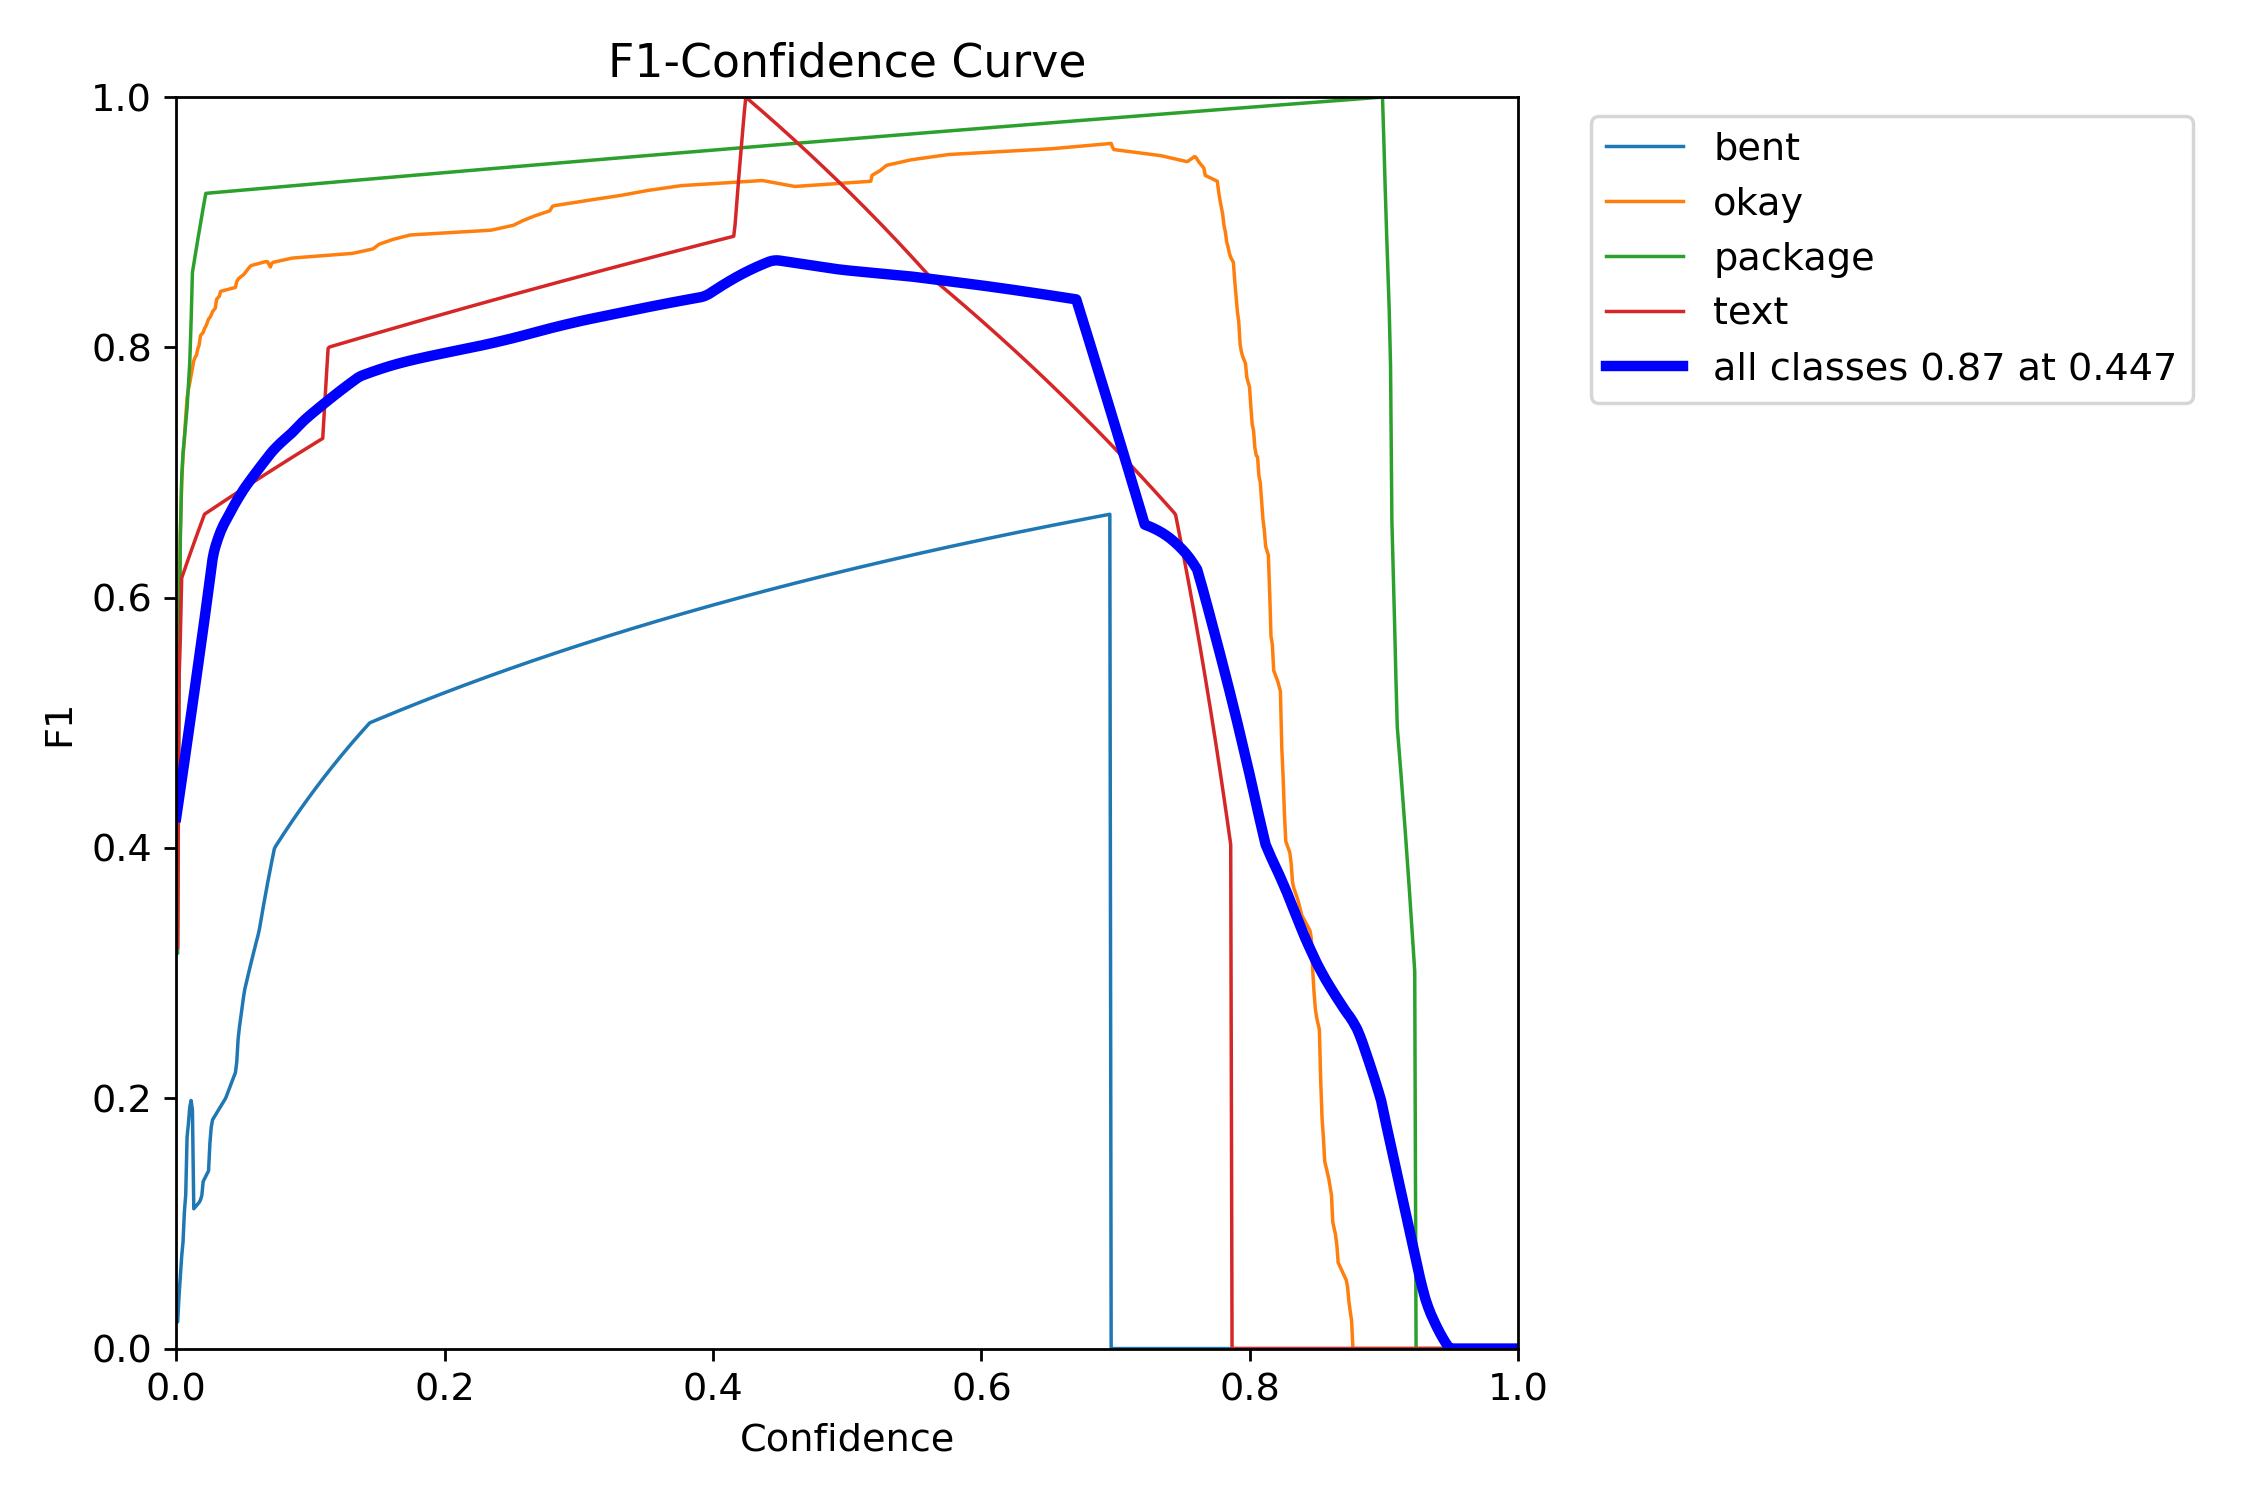 F1-Confidence Curve
1.0
0.8
0.6
0.4
0.2
0.0
F1
0.0 0.2 0.4 0.6 0.8 1.0
Confidence
bent
okay
package
text
all classes 0.87 at 0.447